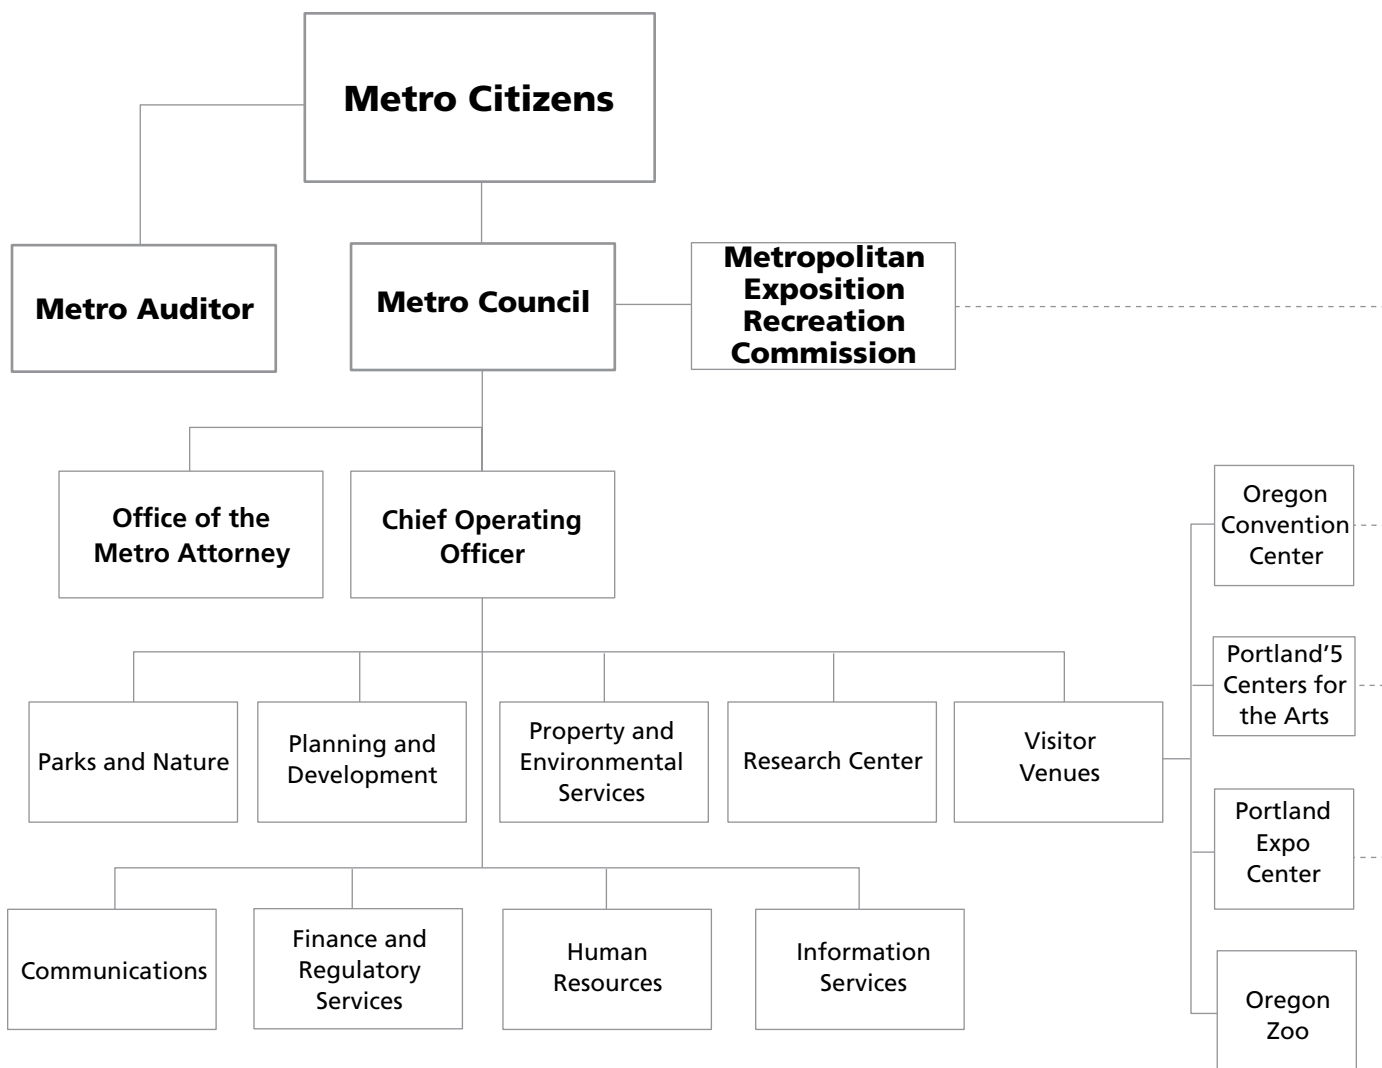 Metro Citizens
Metro Auditor
Metro Council
Metropolitan
Exposition
Recreation
Commission
Office of the
Metro Attorney
Chief Operating
Officer
Parks and Nature
Planning and
Development
Property and
Environmental
Services
Research Center
Visitor
Venues
Oregon
Convention
Center
Portland’5
Centers for
the Arts
Portland
Expo
Center
Oregon
Zoo
Communications
Finance and
Regulatory
Services
Human
Resources
Information
Services